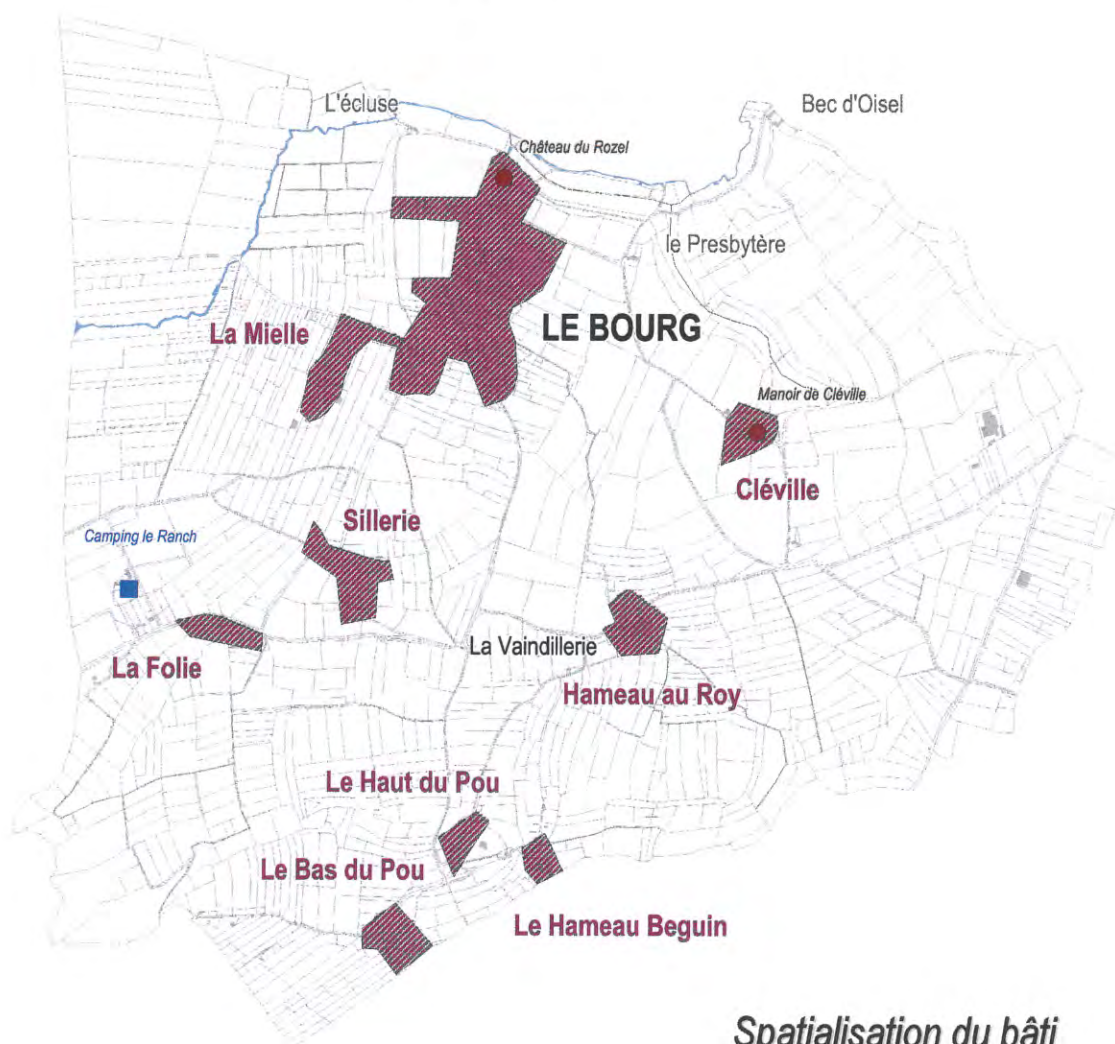 L'écluse
Bec d'Oisel
Château du Rozel
le Presbytère
La Mielle
LE BOURG
Manoir de Cléville
Cléville
Sillerie
Camping le Ranch
La Vaindillerie
La Folie
Hameau au Roy
Le Haut du Pou
Le Bas du Pou
Le Hameau Beguin
Spatialisation du bâti